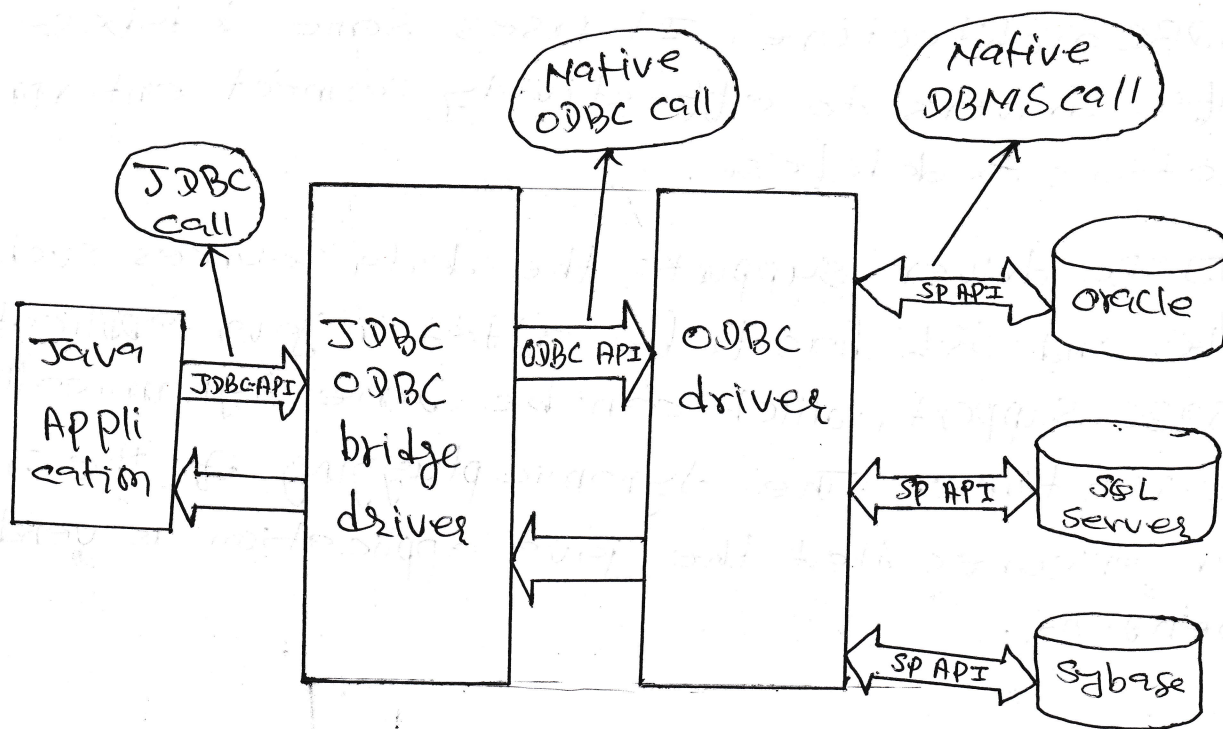 Native
ODBC call
Native
DBMS call
JDBC
call
Java
Appli
cation
JDBC-API
JDBC
ODBC
bridge
driver
ODBC API
ODBC
driver
SP API
oracle
SP API
SQL
server
SP API
Sybase